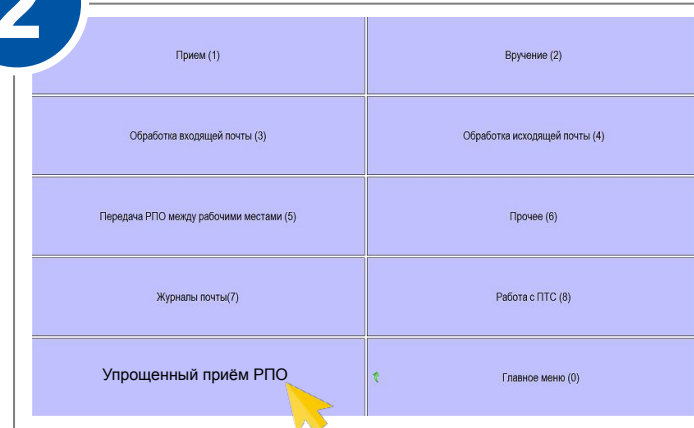 2
Прием (1)
Вручение (2)
Обработка входящей почты (3)
Обработка исходящей почты (4)
Передача РПО между рабочими местами (5)
Прочее (6)
Журналы почты(7)
Работа с ПТС (8)
Упрощенный приём РПО
Главное меню (0)